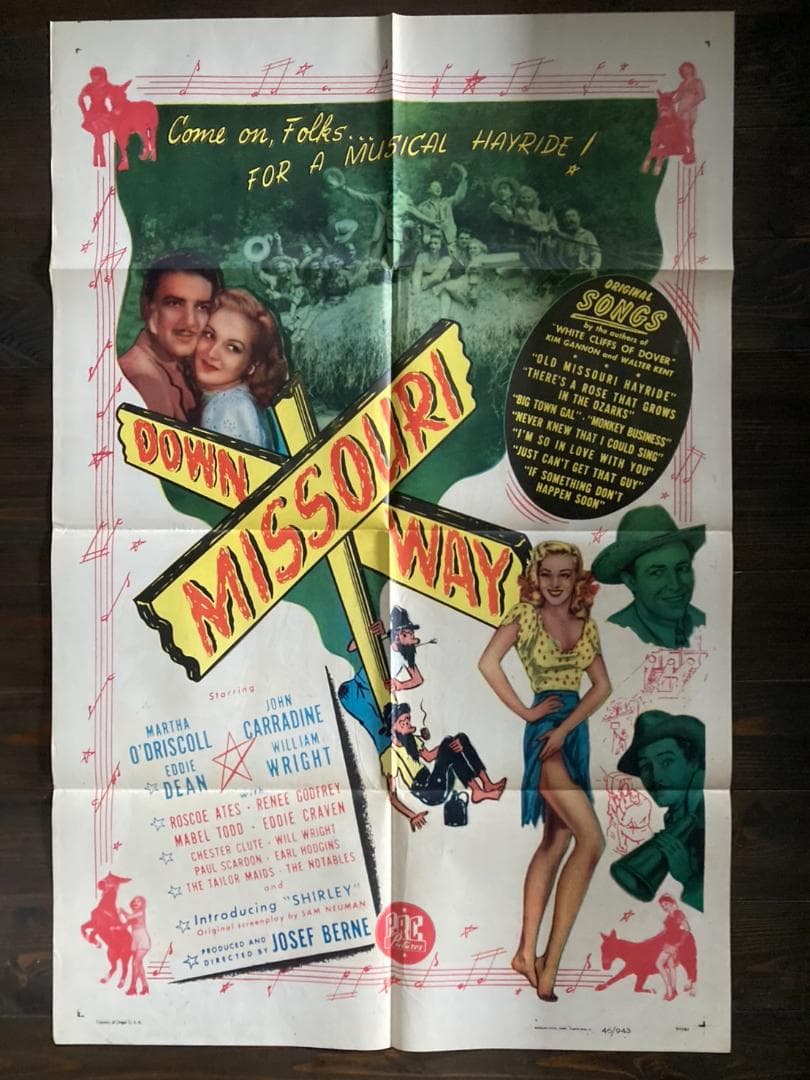 Come on, Folks...
FOR A MUSICAL HAYRIDE!
ORIGINAL
SONGS
by the authors of
"WHITE CLIFFS OF DOVER"
KIM GANNON and WALTER KENT
"OLD MISSOURI HAYRIDE"
"THERE'S A ROSE THAT GROWS
IN THE OZARKS"
"BIG TOWN GAL" · "MONKEY BUSINESS"
"NEVER KNEW THAT I COULD SING"
"I'M SO IN LOVE WITH YOU"
"JUST CAN'T GET THAT GUY"
"IF SOMETHING DON'T
HAPPEN SOON"
DOWN
MISSOURI
WAY
Starring
MARTHA
O'DRISCOLL
JOHN
CARRADINE
EDDIE
DEAN
WILLIAM
WRIGHT
with
ROSCOE ATES · RENEE GODFREY
MABEL TODD · EDDIE CRAVEN
CHESTER CLUTE · WILL WRIGHT
PAUL SCARDON · EARL HODGINS
THE TAILOR MAIDS · THE NOTABLES
and
Introducing "SHIRLEY"
Original screenplay by SAM NEUMAN
PRODUCED AND
DIRECTED BY JOSEF BERNE
PRC
Pictures
Country of Origin U.S.A.
46/943